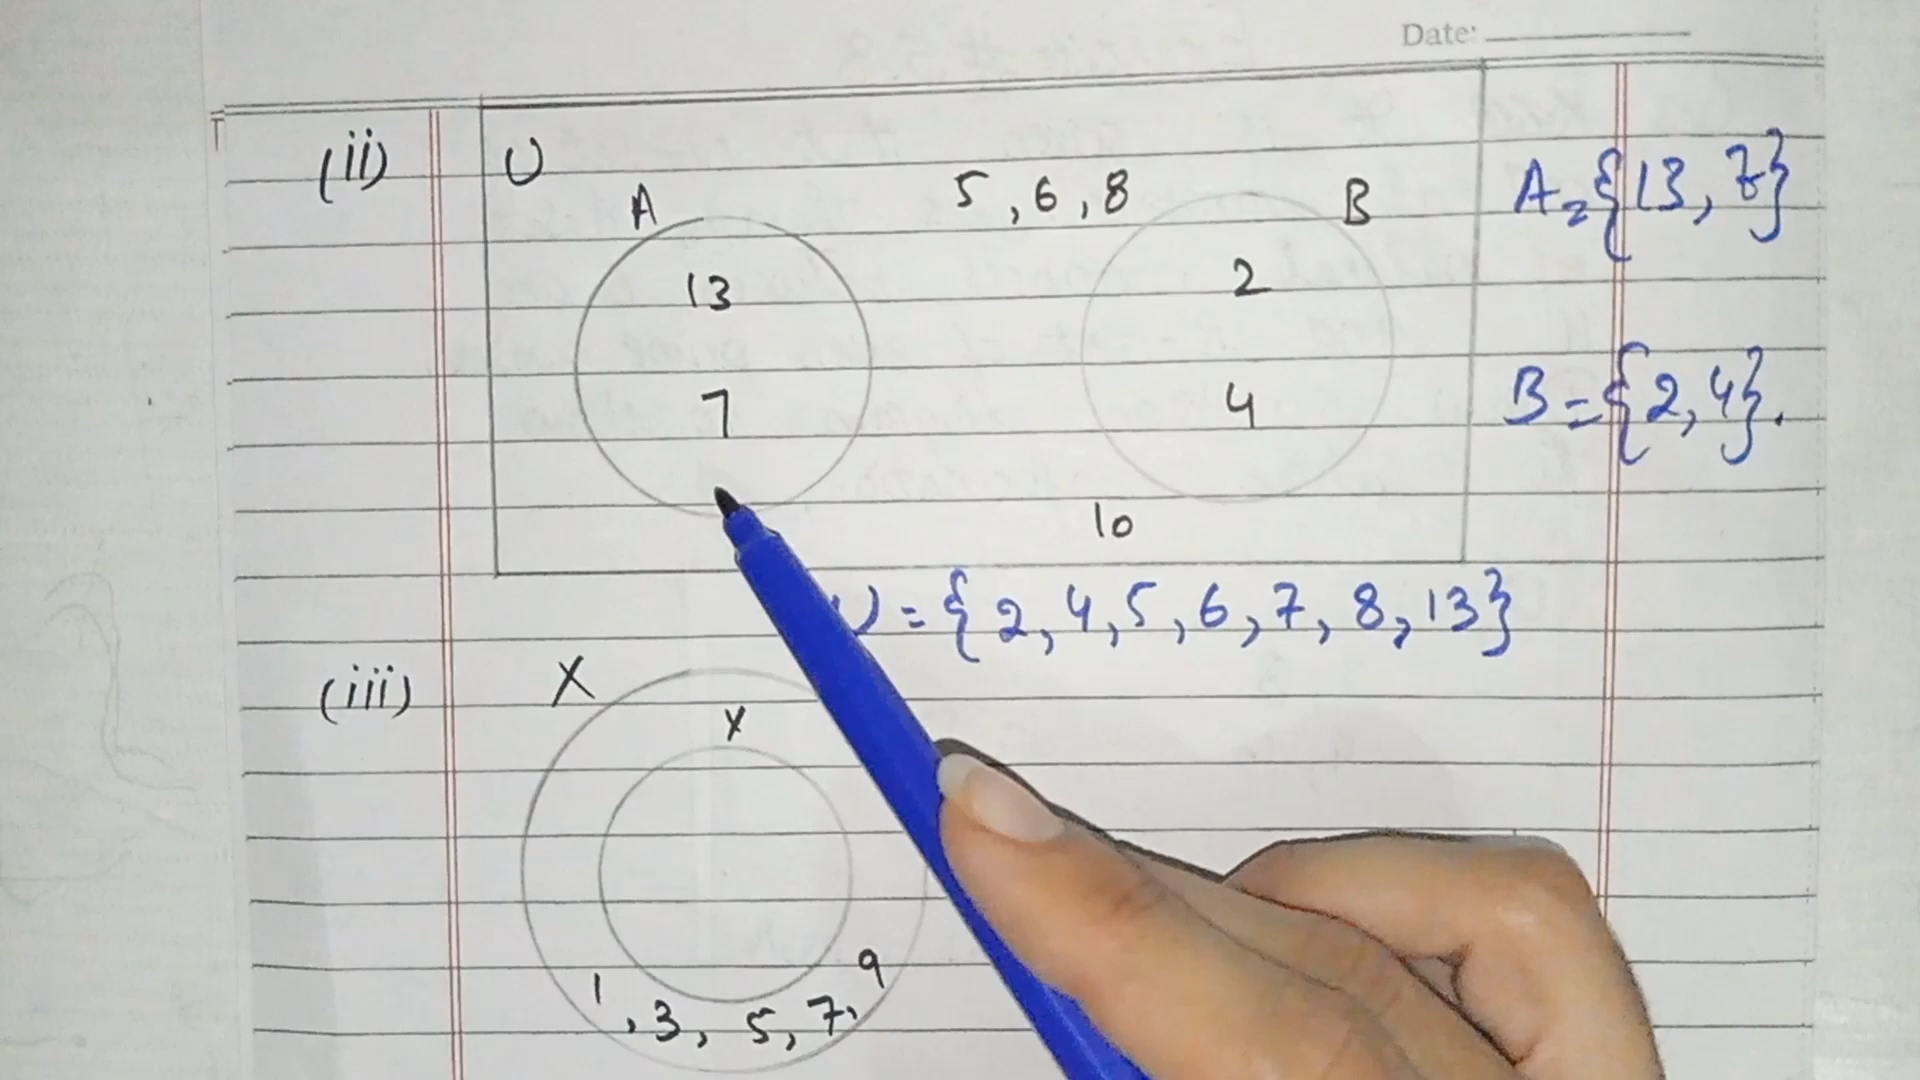 Date:
(ii) U
A 5, 6, 8 B
A = {13, 7}
13 2
7 4
B = {2, 4}.
10
U = {2, 4, 5, 6, 7, 8, 13}
(iii) X
Y
1, 3, 5, 7, 9